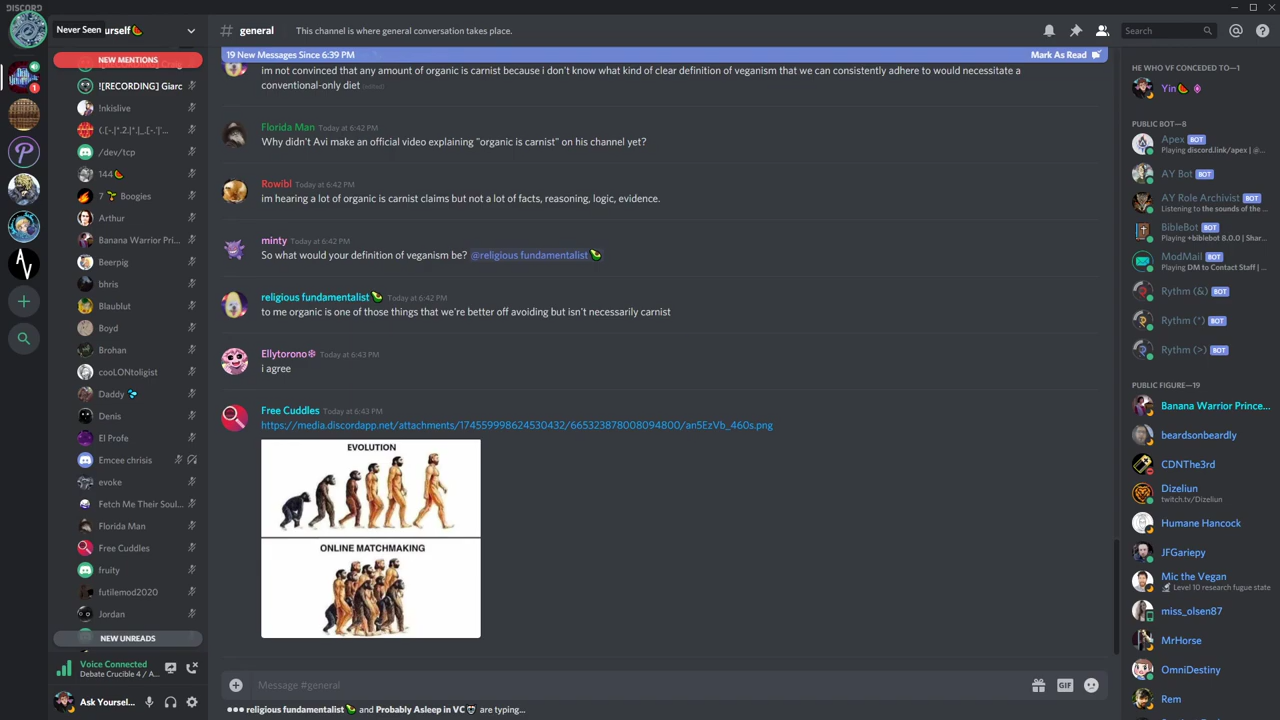 DISCORD
Never Seen
urself🍉
# general
This channel is where general conversation takes place.
Search
NEW MENTIONS
19 New Messages Since 6:39 PM
Mark As Read
![RECORDING] Giarc
!nkislive
/dev/tcp
144🍉
7 🌱 Boogies
Arthur
Banana Warrior Pri...
Beerpig
bhris
Blaublut
Boyd
Brohan
cooLONtoligist
Daddy 💦
Denis
El Profe
Emcee chrisis
evoke
Fetch Me Their Soul...
Florida Man
Free Cuddles
fruity
futilemod2020
Jordan
NEW UNREADS
Voice Connected
Debate Crucible 4 / A...
Ask Yoursel...
im not convinced that any amount of organic is carnist because i don't know what kind of clear definition of veganism that we can consistently adhere to would necessitate a
conventional-only diet (edited)
Florida Man Today at 6:42 PM
Why didn't Avi make an official video explaining "organic is carnist" on his channel yet?
Rowibl Today at 6:42 PM
im hearing a lot of organic is carnist claims but not a lot of facts, reasoning, logic, evidence.
minty Today at 6:42 PM
So what would your definition of veganism be? @religious fundamentalist 🥑
religious fundamentalist 🥑 Today at 6:42 PM
to me organic is one of those things that we're better off avoiding but isn't necessarily carnist
Ellytorono❄ Today at 6:43 PM
i agree
Free Cuddles Today at 6:43 PM
https://media.discordapp.net/attachments/174559998624530432/665323878008094800/an5EzVb_460s.png
EVOLUTION
ONLINE MATCHMAKING
Message #general
GIF
religious fundamentalist 🥑 and Probably Asleep in VC are typing...
HE WHO VF CONCEDED TO—1
Yin🍉
PUBLIC BOT—8
Apex BOT
Playing discord.link/apex | @...
AY Bot BOT
AY Role Archivist BOT
Listening to the sounds of the ...
BibleBot BOT
Playing +biblebot 8.0.0 | Shar...
ModMail BOT
Playing DM to Contact Staff | ...
Rythm (&) BOT
Rythm (*) BOT
Rythm (>) BOT
PUBLIC FIGURE—19
Banana Warrior Prince...
beardsonbeardly
CDNThe3rd
Dizeliun
twitch.tv/Dizeliun
Humane Hancock
JFGariepy
Mic the Vegan
Level 10 research fugue state
miss_olsen87
MrHorse
OmniDestiny
Rem